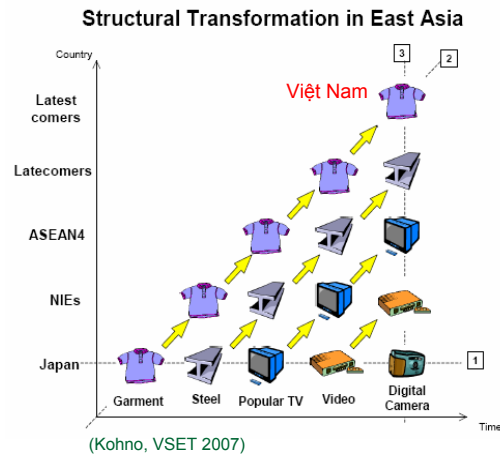 Structural Transformation in East Asia
Country
3
2
Latest
comers
Việt Nam
Latecomers
ASEAN4
NIEs
Japan
1
Garment
Steel
Popular TV
Video
Digital
Camera
Time
(Kohno, VSET 2007)